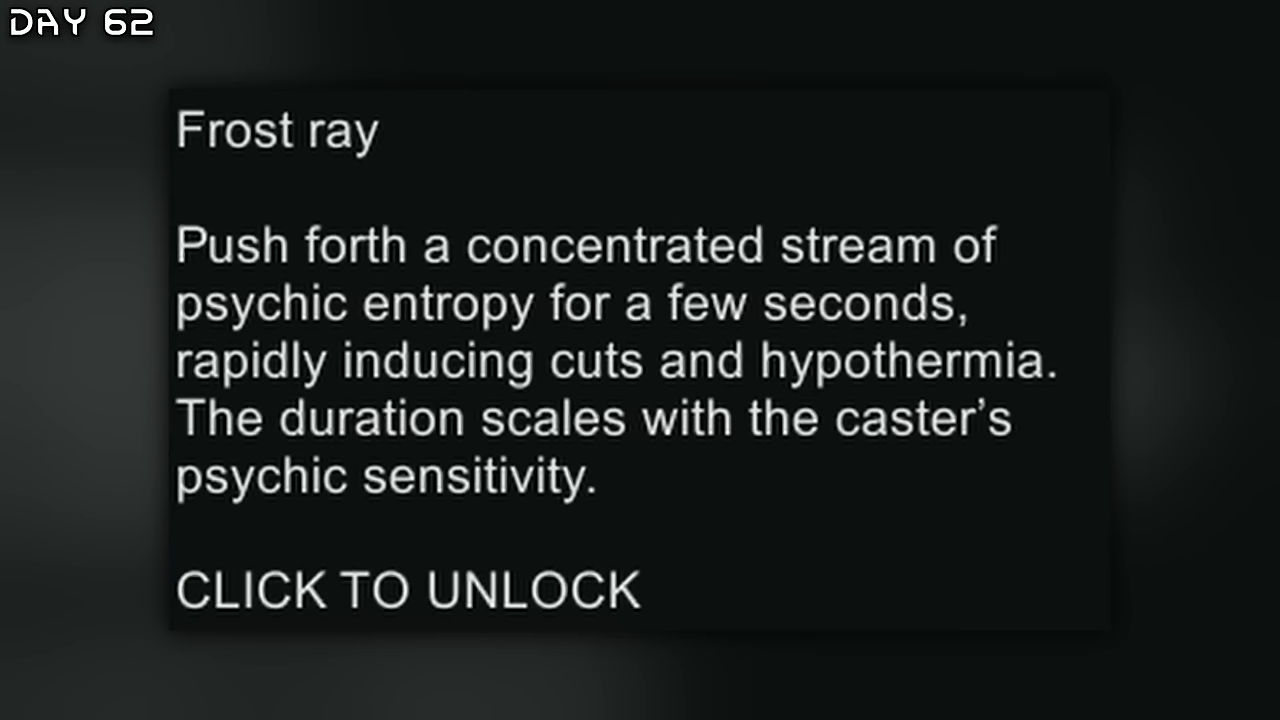 DAY 62
Frost ray
Push forth a concentrated stream of
psychic entropy for a few seconds,
rapidly inducing cuts and hypothermia.
The duration scales with the caster’s
psychic sensitivity.
CLICK TO UNLOCK